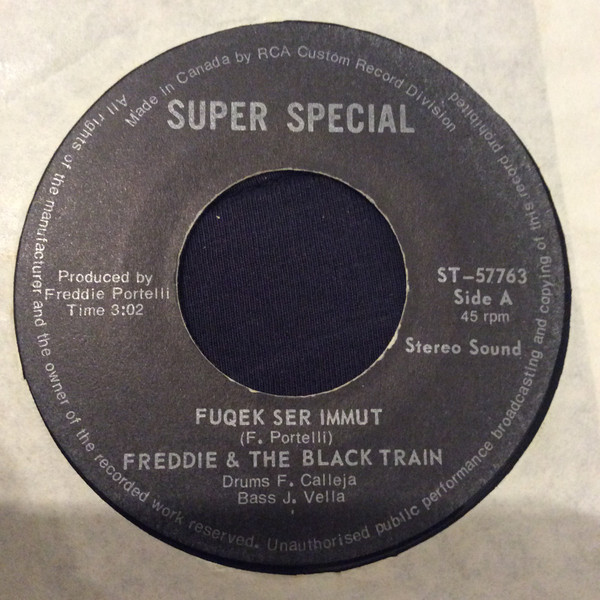 Made in Canada by RCA Custom Record Division
SUPER SPECIAL
Produced by
Freddie Portelli
Time 3:02
ST-57763
Side A
45 rpm
Stereo Sound
FUQEK SER IMMUT
(F. Portelli)
FREDDIE & THE BLACK TRAIN
Drums F. Calleja
Bass J. Vella
All rights of the manufacturer and the owner of the recorded work reserved. Unauthorised public performance broadcasting and copying of this record prohibited